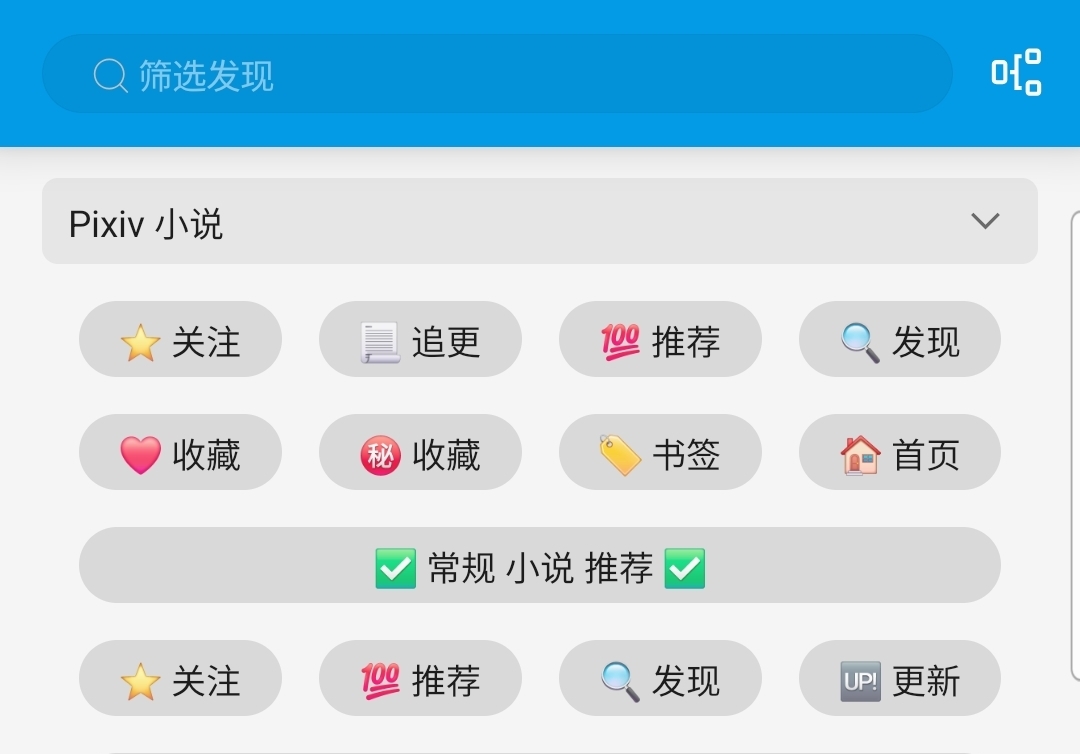 筛选发现
Pixiv 小说
⭐ 关注 📃 追更 💯 推荐 🔍 发现
❤️ 收藏 ㊙️ 收藏 🏷️ 书签 🏠 首页
✅ 常规 小说 推荐 ✅
⭐ 关注 💯 推荐 🔍 发现 🆙 更新